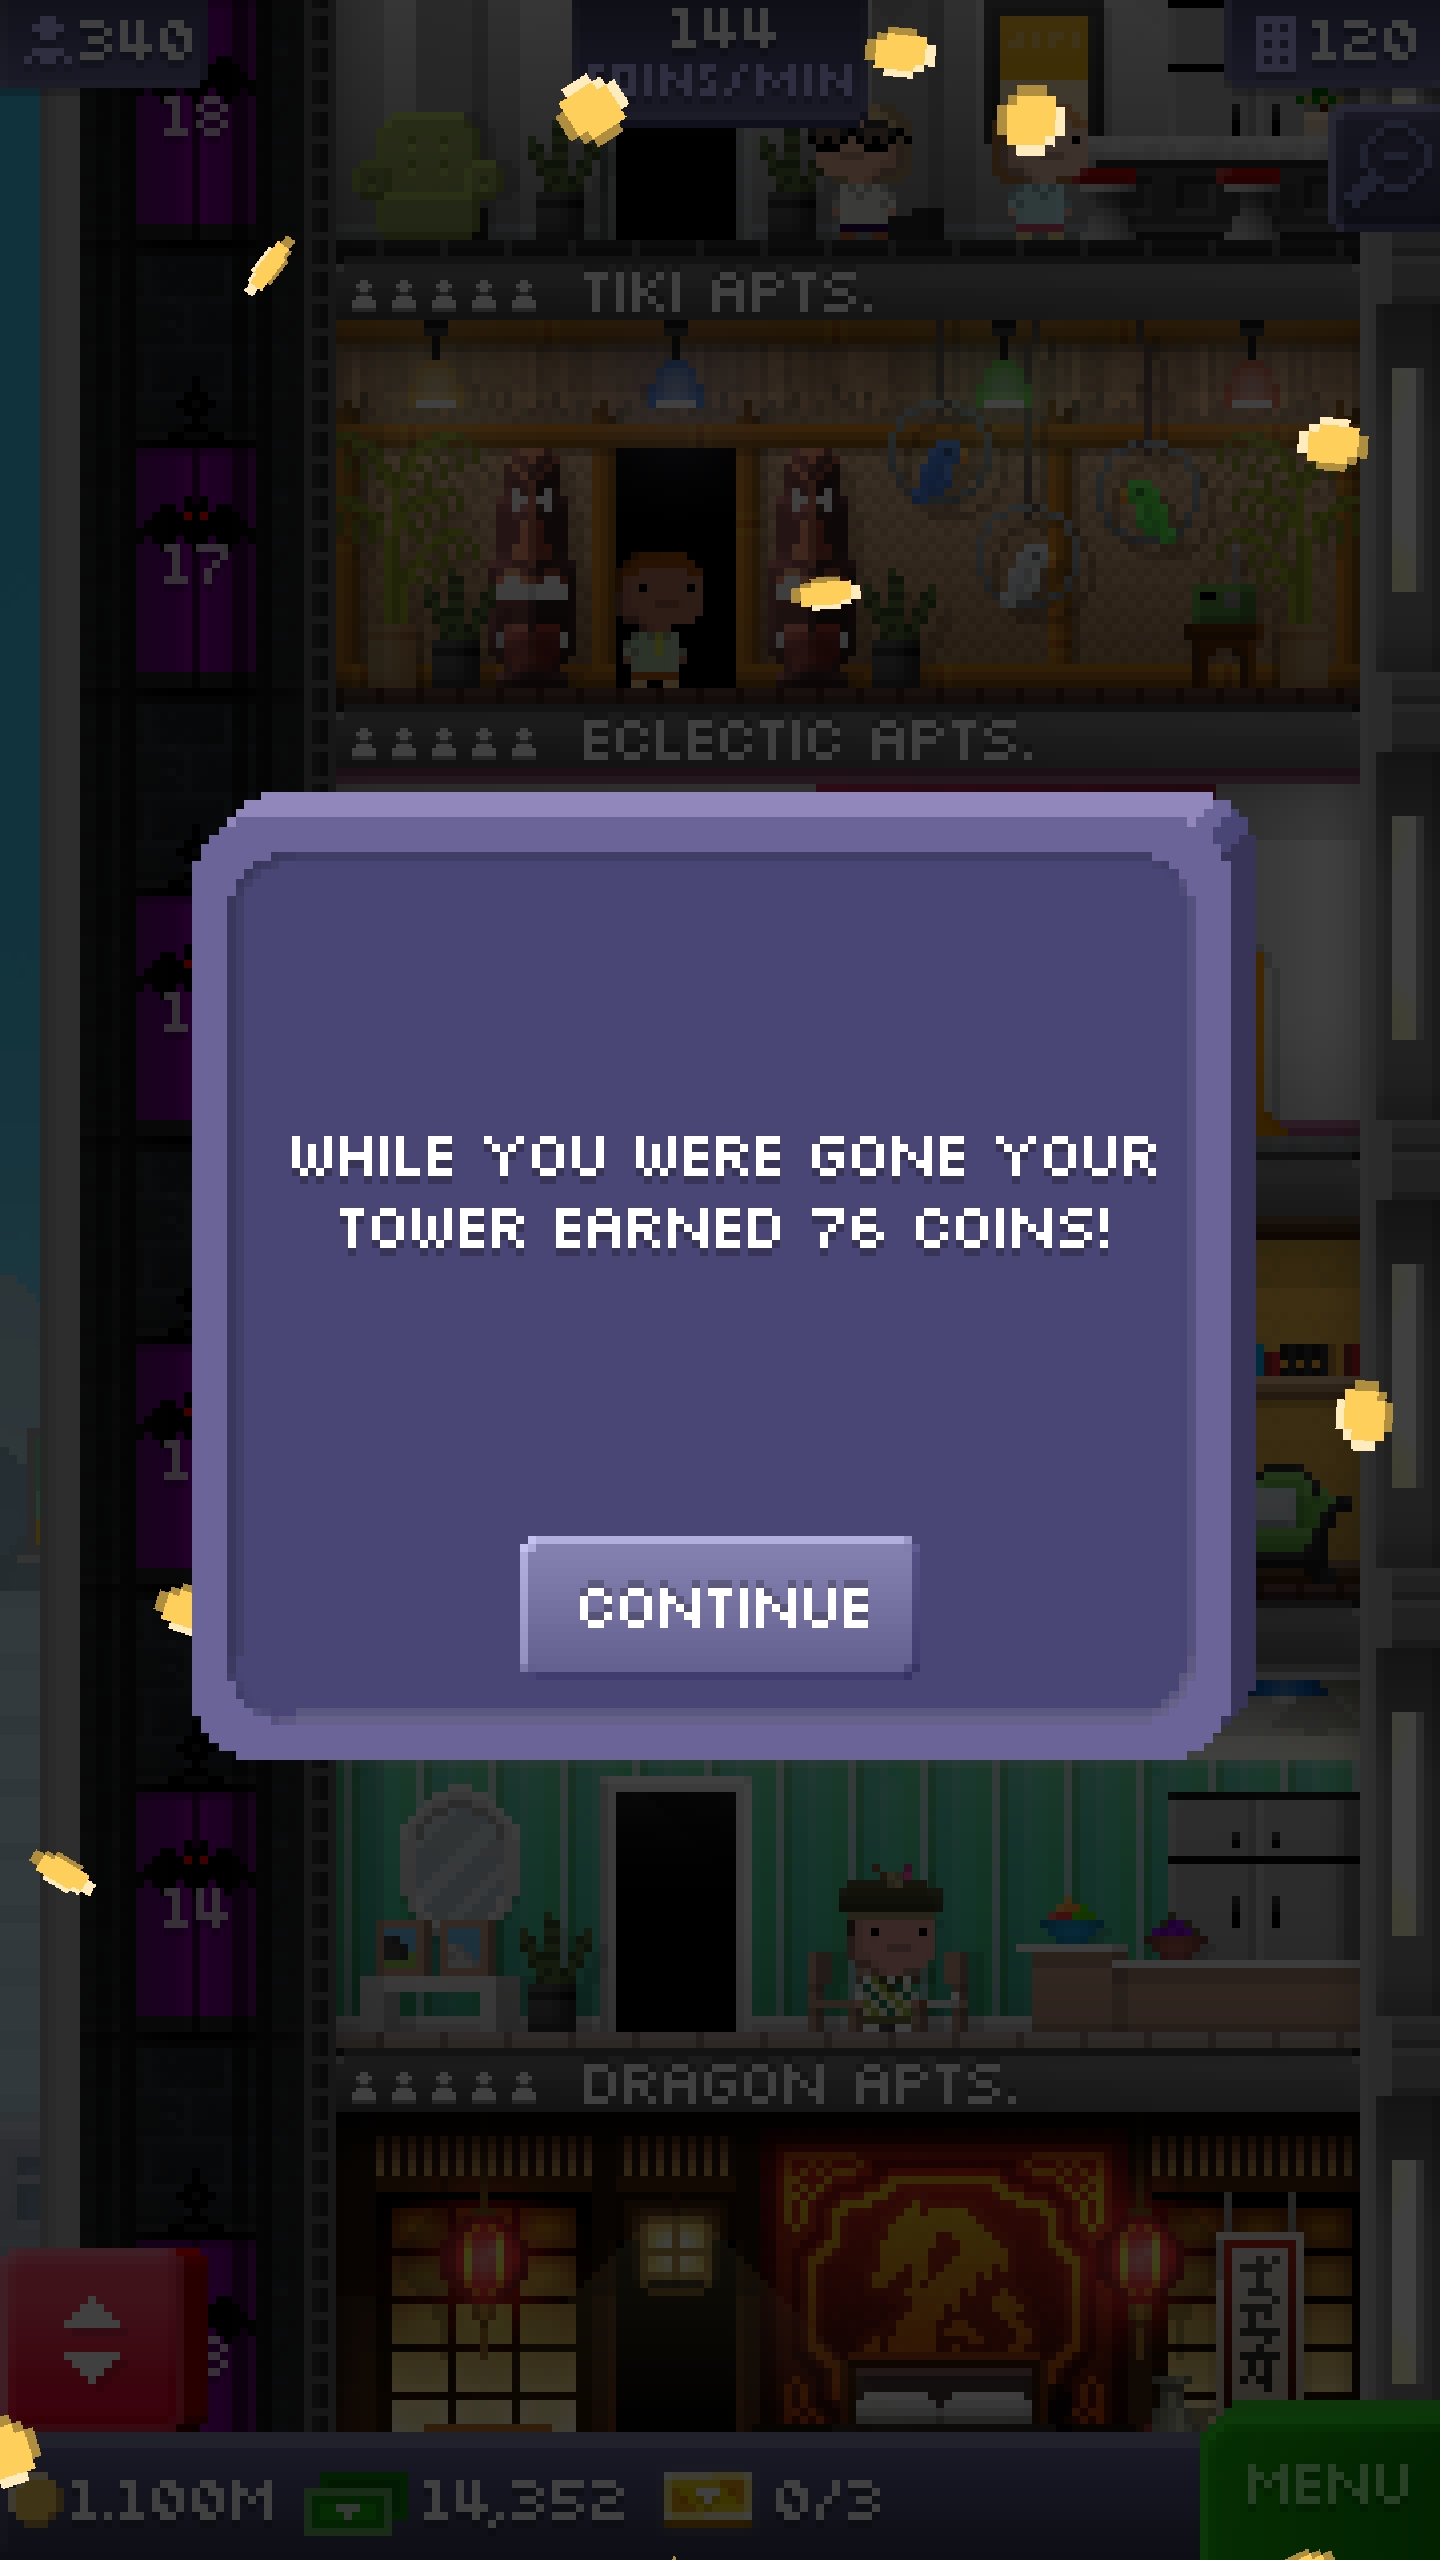 340
144
COINS/MIN
120
18
TIKI APTS.
17
ECLECTIC APTS.
WHILE YOU WERE GONE YOUR
TOWER EARNED 76 COINS!
CONTINUE
14
DRAGON APTS.
1.100M
14,352
0/3
MENU